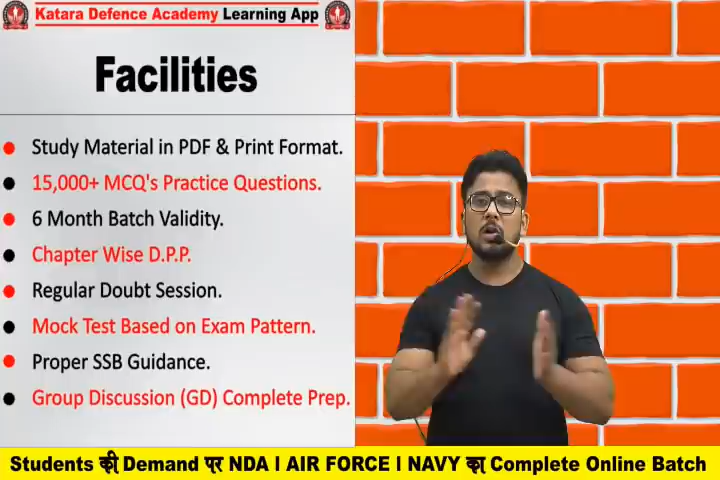 Katara Defence Academy Learning App
Facilities
Study Material in PDF & Print Format.
15,000+ MCQ's Practice Questions.
6 Month Batch Validity.
Chapter Wise D.P.P.
Regular Doubt Session.
Mock Test Based on Exam Pattern.
Proper SSB Guidance.
Group Discussion (GD) Complete Prep.
Students की Demand पर NDA I AIR FORCE I NAVY का Complete Online Batch